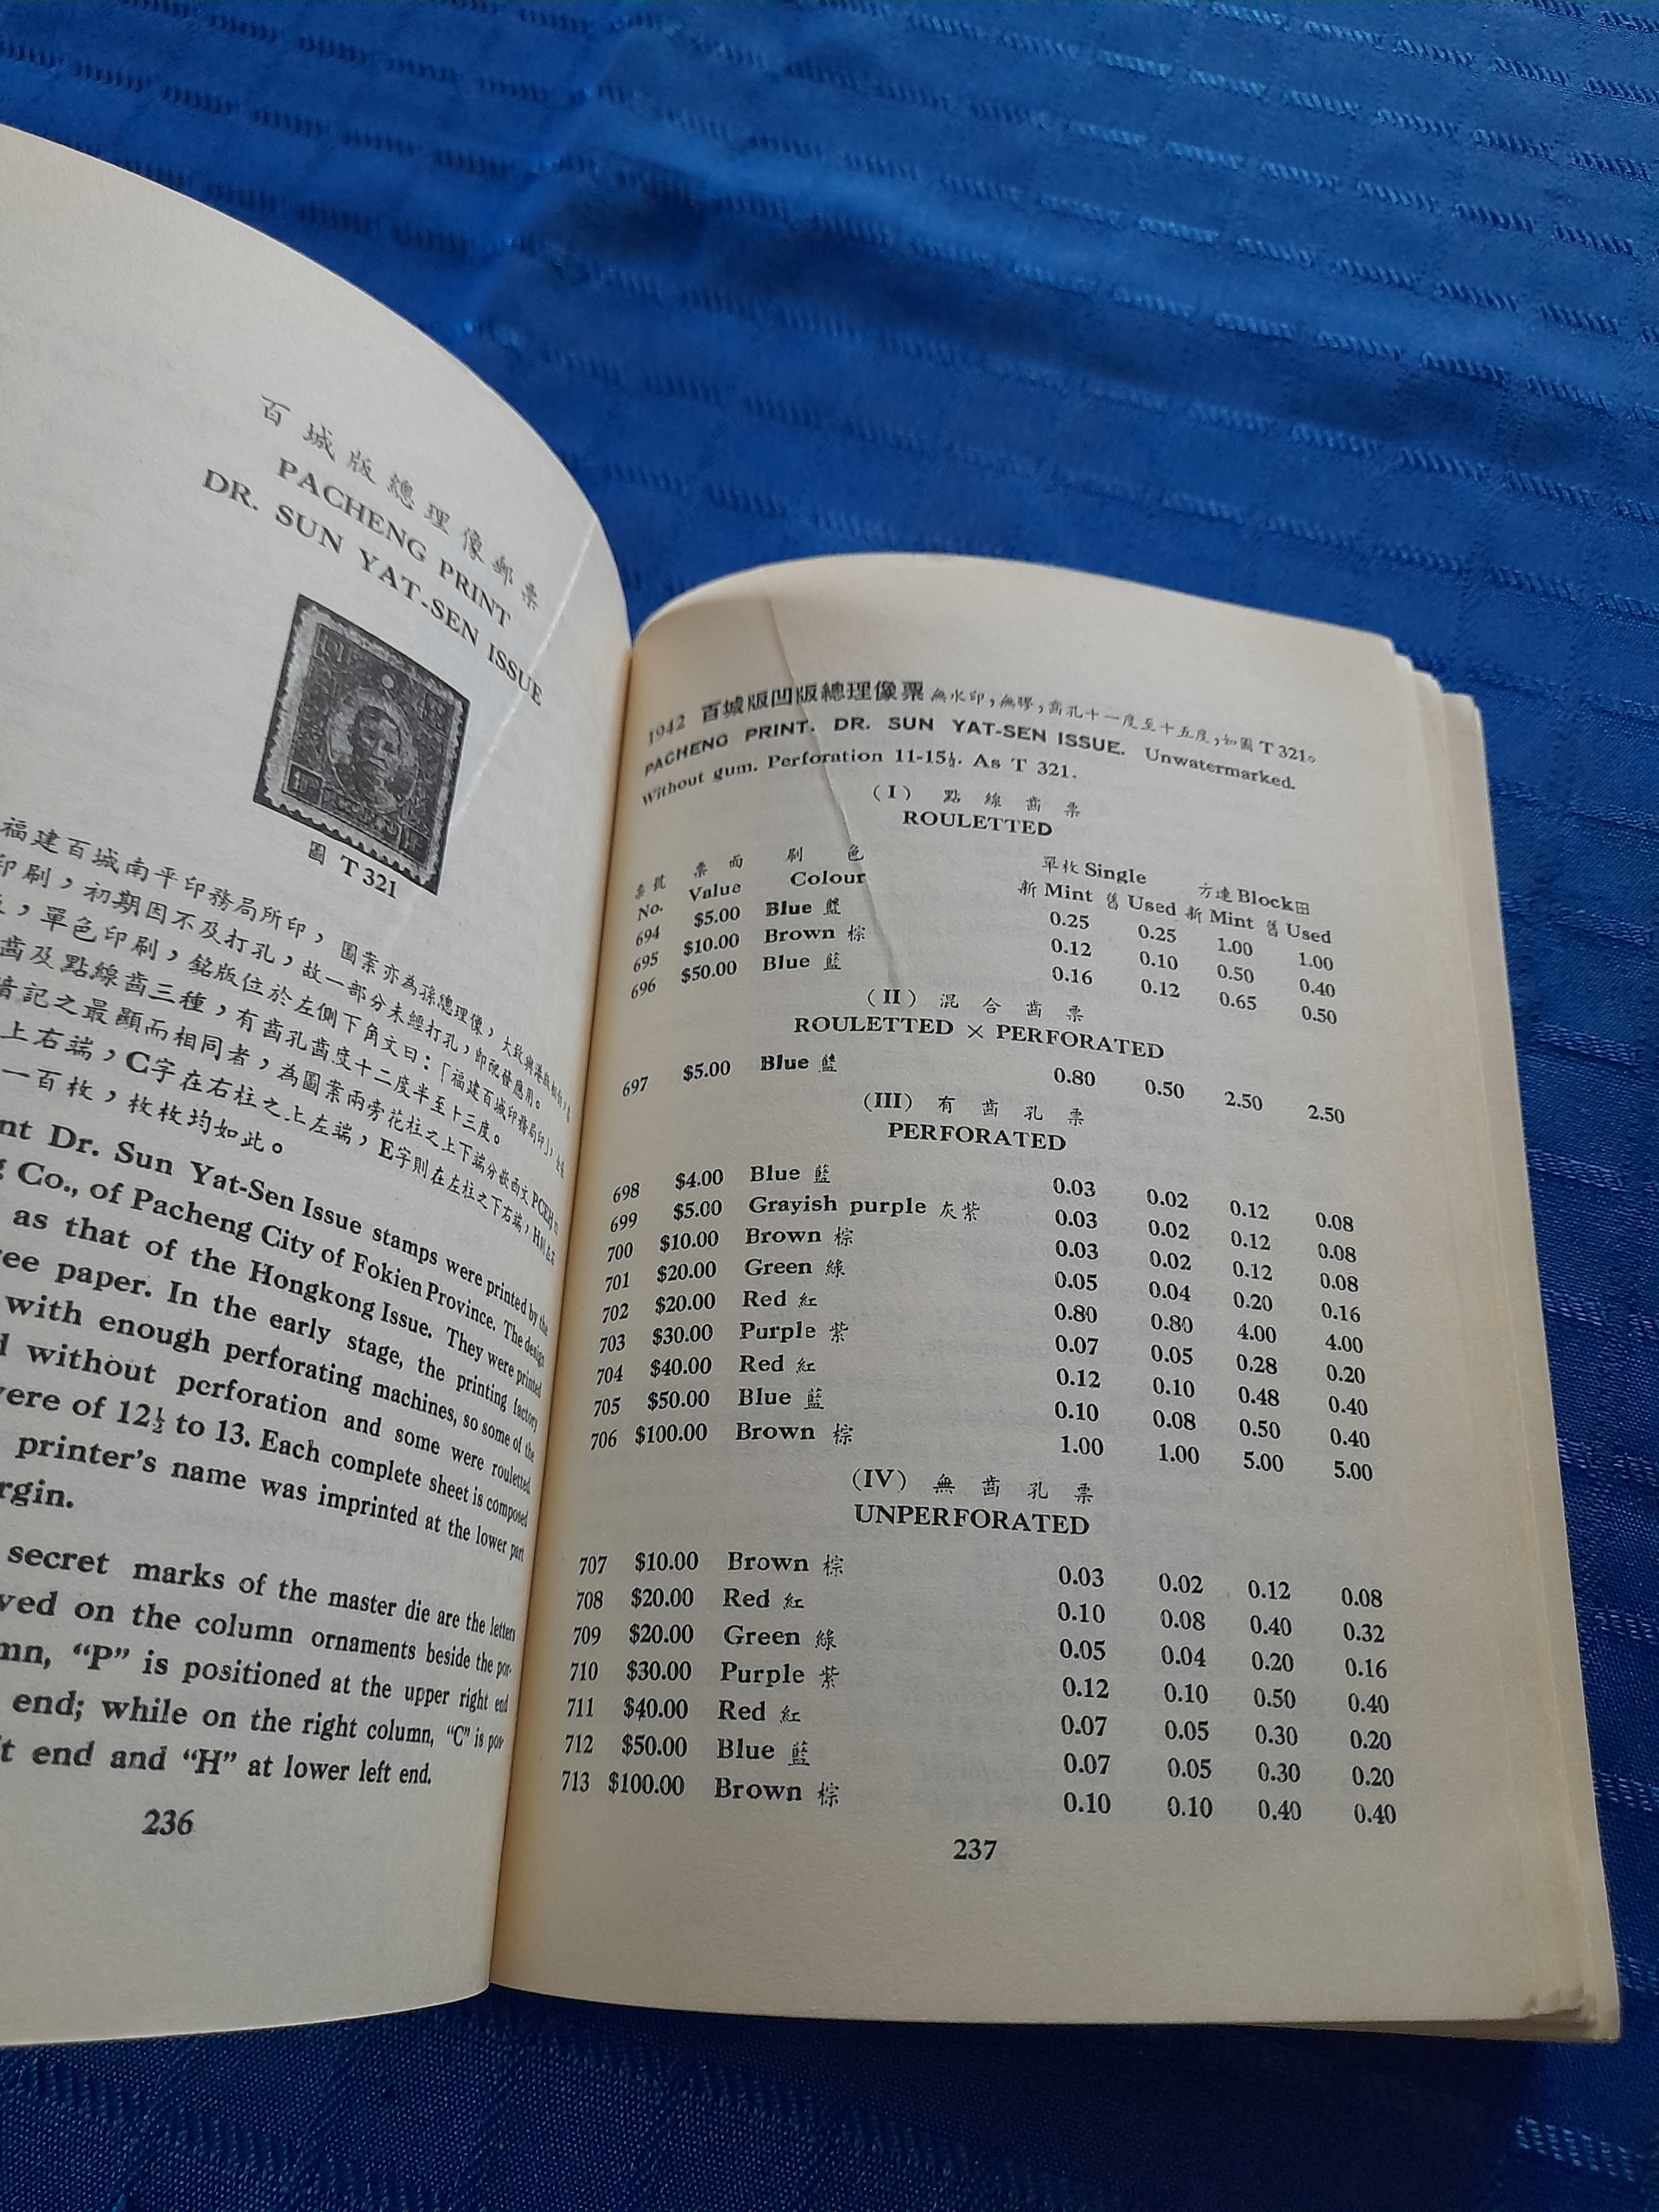 百城版總理像郵票
PACHENG PRINT
DR. SUN YAT-SEN ISSUE
圖 T 321
福建百城南平印務局所印，圖案亦為孫總理像，大致與港版相
印刷，初期因不及打孔，故一部分未經打孔，即配發應用。
，單色印刷，銘版位於左側下角文曰：「福建百城印務局印」，
齒及點線齒三種，有齒孔齒度十二度半至十三度。
暗記之最顯而相同者，為圖案兩旁花柱之上下端分嵌西文PCEH
上右端，C字在右柱之上左端，E字則在左柱之下右端，H
一百枚，枚枚均如此。
nt Dr. Sun Yat-Sen Issue stamps were printed by the
g Co., of Pacheng City of Fokien Province. The design
as that of the Hongkong Issue. They were printed
ree paper. In the early stage, the printing factory
with enough perforating machines, so some of the
d without perforation and some were rouletted.
vere of 12½ to 13. Each complete sheet is composed
printer's name was imprinted at the lower part
rgin.
secret marks of the master die are the letters
ved on the column ornaments beside the por-
mn, “P” is positioned at the upper right end
end; while on the right column, “C” is pos-
t end and “H” at lower left end.
236
1942 百城版凹版總理像票 無水印，無膠，齒孔十一度至十五度，如圖 T 321。
PACHENG PRINT. DR. SUN YAT-SEN ISSUE. Unwatermarked.
Without gum. Perforation 11-15½. As T 321.
(I) 點線齒票
ROULETTED
票號 票面 刷色 單枚 Single 方連 Block田
No. Value Colour 新 Mint 舊 Used 新 Mint 舊 Used
694 $5.00 Blue 藍 0.25 0.25 1.00 1.00
695 $10.00 Brown 棕 0.12 0.10 0.50 0.40
696 $50.00 Blue 藍 0.16 0.12 0.65 0.50
(II) 混合齒票
ROULETTED × PERFORATED
697 $5.00 Blue 藍 0.80 0.50 2.50 2.50
(III) 有齒孔票
PERFORATED
698 $4.00 Blue 藍 0.03 0.02 0.12 0.08
699 $5.00 Grayish purple 灰紫 0.03 0.02 0.12 0.08
700 $10.00 Brown 棕 0.03 0.02 0.12 0.08
701 $20.00 Green 綠 0.05 0.04 0.20 0.16
702 $20.00 Red 紅 0.80 0.80 4.00 4.00
703 $30.00 Purple 紫 0.07 0.05 0.28 0.20
704 $40.00 Red 紅 0.12 0.10 0.48 0.40
705 $50.00 Blue 藍 0.10 0.08 0.50 0.40
706 $100.00 Brown 棕 1.00 1.00 5.00 5.00
(IV) 無齒孔票
UNPERFORATED
707 $10.00 Brown 棕 0.03 0.02 0.12 0.08
708 $20.00 Red 紅 0.10 0.08 0.40 0.32
709 $20.00 Green 綠 0.05 0.04 0.20 0.16
710 $30.00 Purple 紫 0.12 0.10 0.50 0.40
711 $40.00 Red 紅 0.07 0.05 0.30 0.20
712 $50.00 Blue 藍 0.07 0.05 0.30 0.20
713 $100.00 Brown 棕 0.10 0.10 0.40 0.40
237